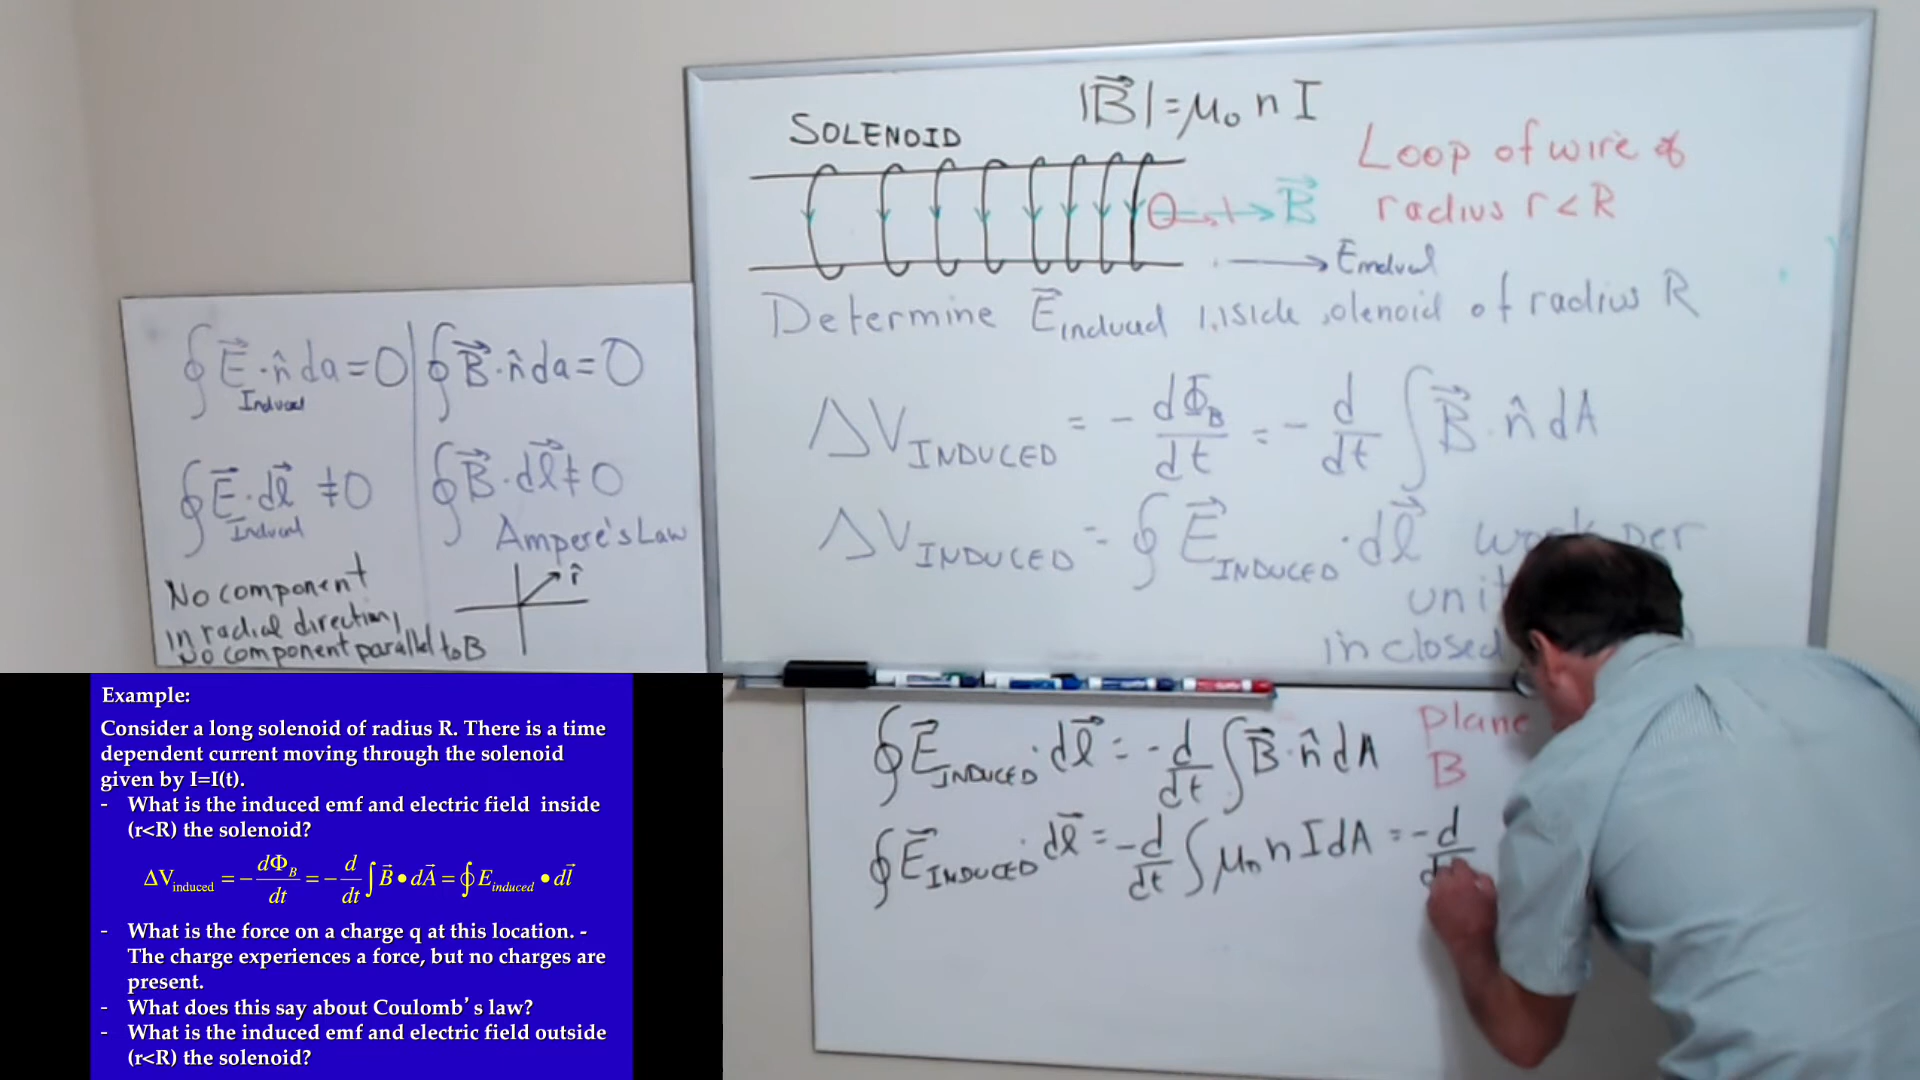 |B⃗| = μ₀ n I
SOLENOID
Loop of wire of
radius r < R
B⃗
Determine E⃗ induced inside solenoid of radius R
ΔV INDUCED = - dΦ_B/dt = - d/dt ∫ B⃗ · n̂ dA
ΔV INDUCED = ∮ E⃗ INDUCED · dl⃗ work per
in closed
∮ E⃗ Induced · n̂ da = 0
∮ B⃗ · n̂ da = 0
∮ E⃗ Induced · dl⃗ ≠ 0
∮ B⃗ · dl⃗ ≠ 0
Ampere's Law
r̂
No component
in radial direction,
No component parallel to B
∮ E⃗ INDUCED · dl⃗ = - d/dt ∫ B⃗ · n̂ dA
plane
B
∮ E⃗ INDUCED · dl⃗ = - d/dt ∫ μ₀ n I dA = - d
Example:
Consider a long solenoid of radius R. There is a time
dependent current moving through the solenoid
given by I=I(t).
- What is the induced emf and electric field inside
(r<R) the solenoid?
ΔV induced = - dΦ_B/dt = - d/dt ∫ B⃗ • dA⃗ = ∮ E induced • dl⃗
- What is the force on a charge q at this location. -
The charge experiences a force, but no charges are
present.
- What does this say about Coulomb's law?
- What is the induced emf and electric field outside
(r<R) the solenoid?